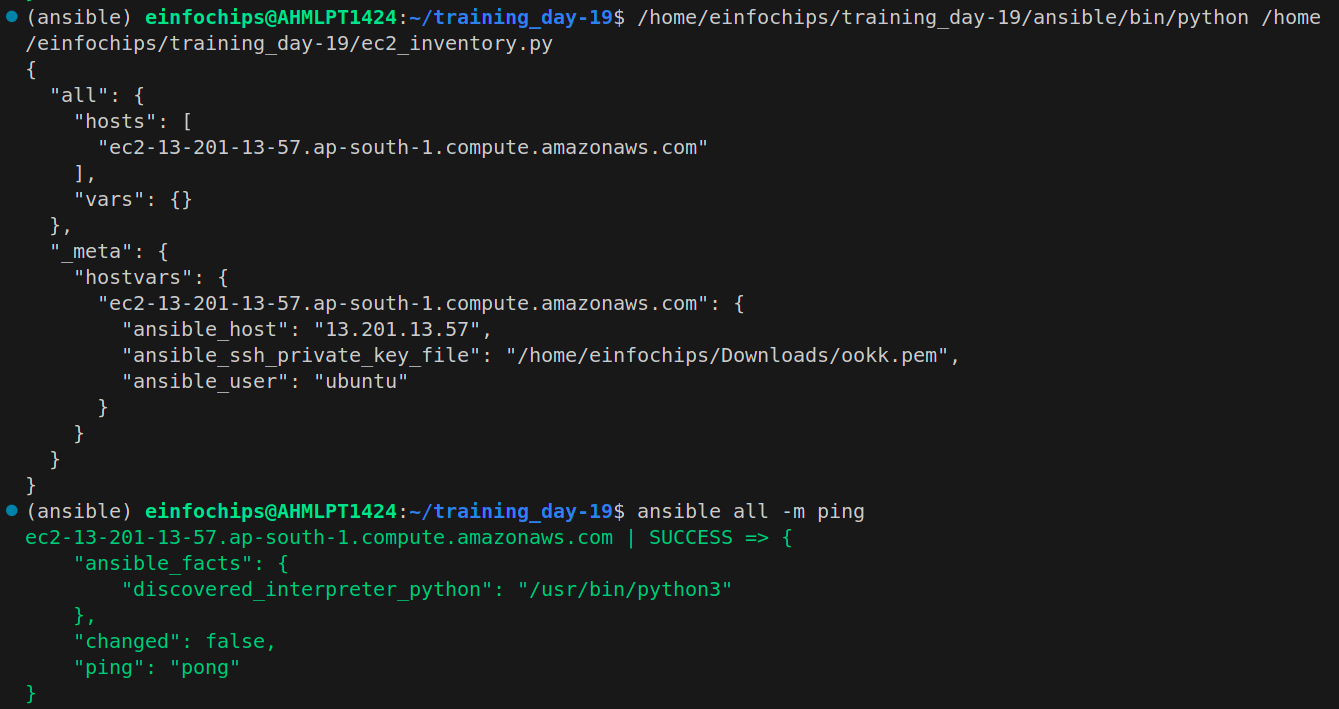 (ansible) einfochips@AHMLPT1424:~/training_day-19$ /home/einfochips/training_day-19/ansible/bin/python /home
/einfochips/training_day-19/ec2_inventory.py
{
  "all": {
    "hosts": [
      "ec2-13-201-13-57.ap-south-1.compute.amazonaws.com"
    ],
    "vars": {}
  },
  "_meta": {
    "hostvars": {
      "ec2-13-201-13-57.ap-south-1.compute.amazonaws.com": {
        "ansible_host": "13.201.13.57",
        "ansible_ssh_private_key_file": "/home/einfochips/Downloads/ookk.pem",
        "ansible_user": "ubuntu"
      }
    }
  }
}
(ansible) einfochips@AHMLPT1424:~/training_day-19$ ansible all -m ping
ec2-13-201-13-57.ap-south-1.compute.amazonaws.com | SUCCESS => {
    "ansible_facts": {
        "discovered_interpreter_python": "/usr/bin/python3"
    },
    "changed": false,
    "ping": "pong"
}